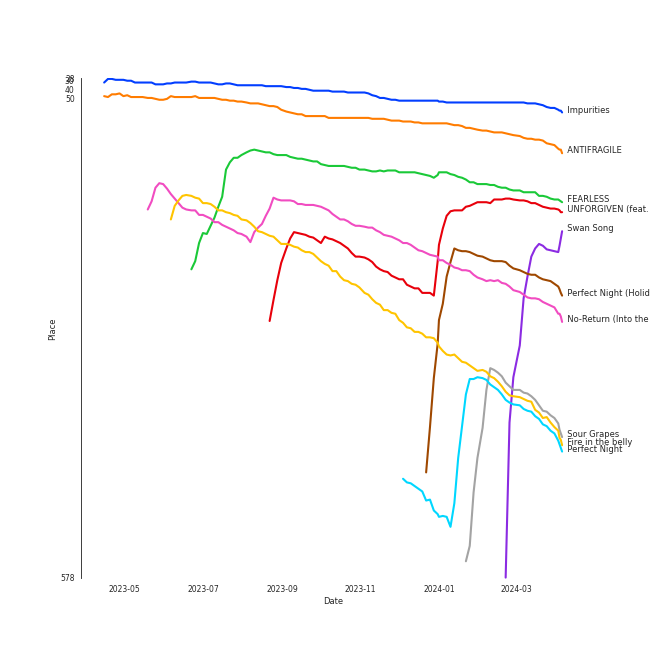 28
30
40
50
Impurities
ANTIFRAGILE
FEARLESS
UNFORGIVEN (feat.
Swan Song
Place
Perfect Night (Holid
No-Return (Into the
Sour Grapes
Fire in the belly
Perfect Night
578
2023-05 2023-07 2023-09 2023-11 2024-01 2024-03
Date